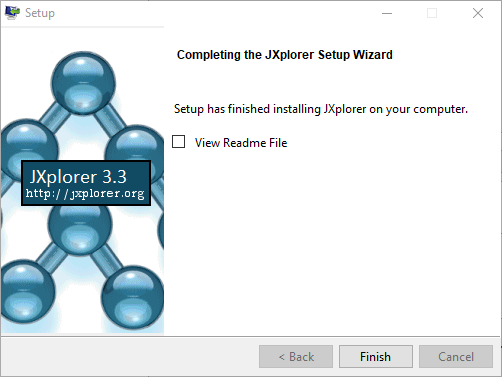 Setup
Completing the JXplorer Setup Wizard
Setup has finished installing JXplorer on your computer.
View Readme File
JXplorer 3.3
http://jxplorer.org
< Back
Finish
Cancel